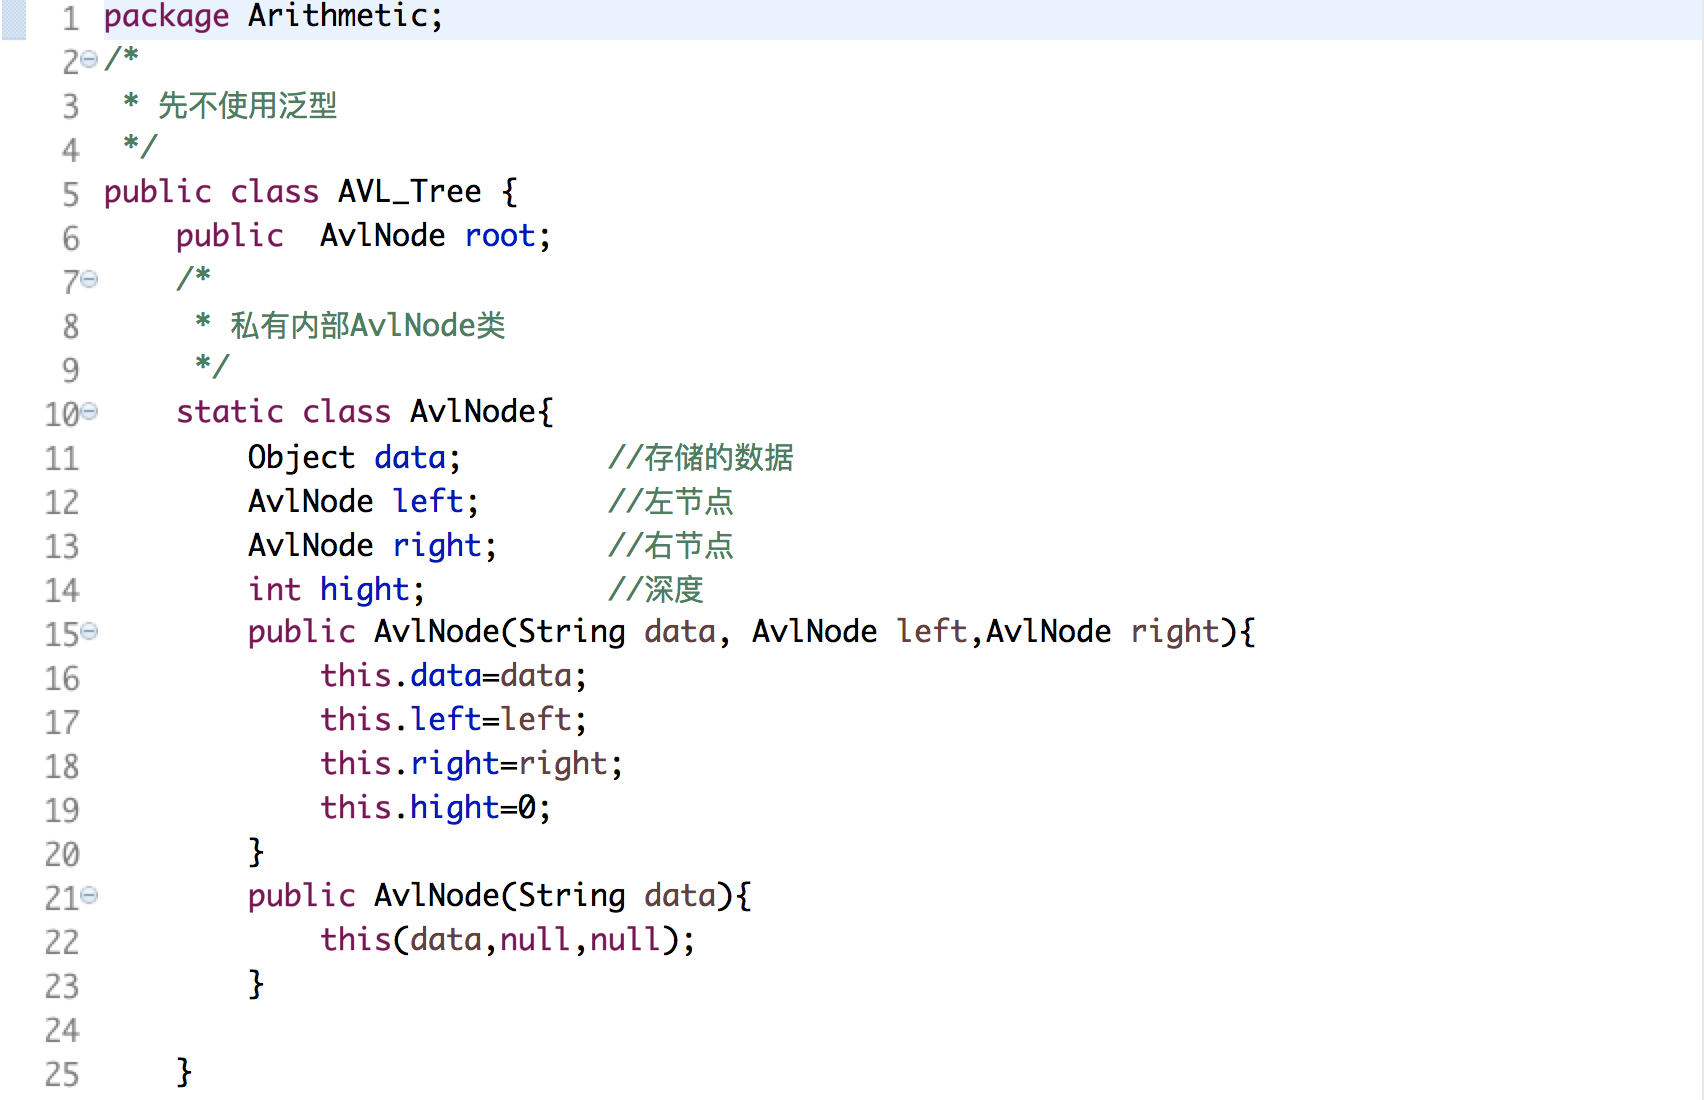 1 package Arithmetic;
2 /*
3  * 先不使用泛型
4  */
5 public class AVL_Tree {
6     public  AvlNode root;
7     /*
8      * 私有内部AvlNode类
9      */
10     static class AvlNode{
11         Object data;        //存储的数据
12         AvlNode left;       //左节点
13         AvlNode right;      //右节点
14         int hight;          //深度
15         public AvlNode(String data, AvlNode left,AvlNode right){
16             this.data=data;
17             this.left=left;
18             this.right=right;
19             this.hight=0;
20         }
21         public AvlNode(String data){
22             this(data,null,null);
23         }
24
25     }